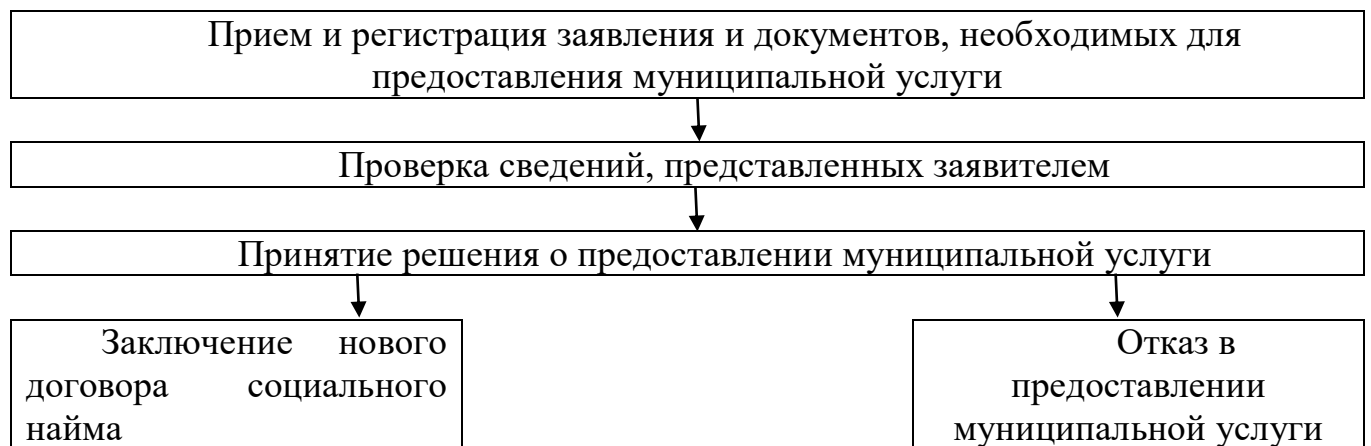 Прием и регистрация заявления и документов, необходимых для
предоставления муниципальной услуги
Проверка сведений, представленных заявителем
Принятие решения о предоставлении муниципальной услуги
Заключение нового
договора социального
найма
Отказ в
предоставлении
муниципальной услуги